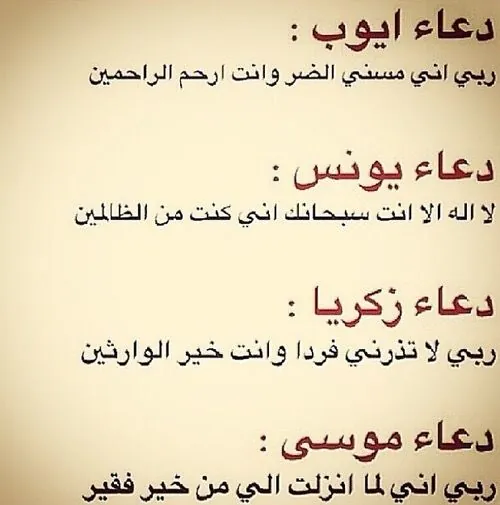 دعاء ايوب :
ربي اني مسني الضر وانت ارحم الراحمين
دعاء يونس :
لا اله الا انت سبحانك اني كنت من الظالمين
دعاء زكريا :
ربي لا تذرني فردا وانت خير الوارثين
دعاء موسى :
ربي اني لما انزلت الي من خير فقير